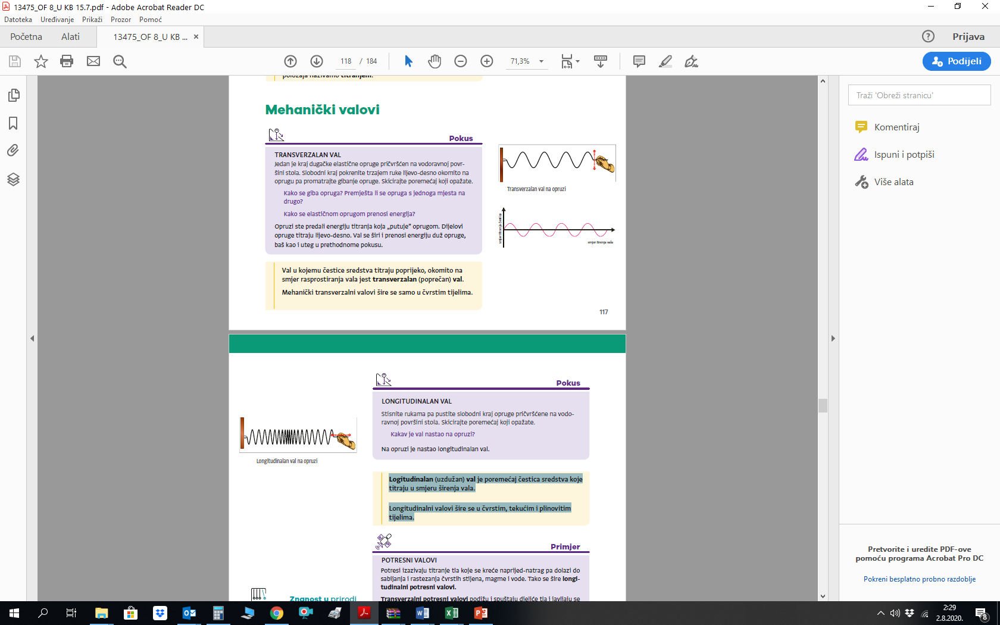 13475_OF 8_U KB 15.7.pdf - Adobe Acrobat Reader DC
Datoteka Uređivanje Prikaži Prozor Pomoć
Početna Alati 13475_OF 8_U KB ... × Prijava
118 / 184 71,3% Podijeli
položaja nazivamo titranjem.
Mehanički valovi
Pokus
TRANSVERZALAN VAL
Jedan je kraj dugačke elastične opruge pričvršćen na vodoravnoj povr-
šini stola. Slobodni kraj pokrenite trzajem ruke lijevo-desno okomito na
oprugu pa promatrajte gibanje opruge. Skicirajte poremećaj koji opažate.
Kako se giba opruga? Premješta li se opruga s jednoga mjesta na
drugo?
Kako se elastičnom oprugom prenosi energija?
Opruzi ste predali energiju titranja koja „putuje” oprugom. Dijelovi
opruge titraju lijevo-desno. Val se širi i prenosi energiju duž opruge,
baš kao i uteg u prethodnome pokusu.
Transverzalan val na opruzi
smjer titranja čestica
smjer širenja vala
Val u kojemu čestice sredstva titraju poprijeko, okomito na
smjer rasprostiranja vala jest transverzalan (poprečan) val.
Mehanički transverzalni valovi šire se samo u čvrstim tijelima.
117
Pokus
LONGITUDINALAN VAL
Stisnite rukama pa pustite slobodni kraj opruge pričvršćene na vodo-
ravnoj površini stola. Skicirajte poremećaj koji opažate.
Kakav je val nastao na opruzi?
Na opruzi je nastao longitudinalan val.
Longitudinalan val na opruzi
Logitudinalan (uzdužan) val je poremećaj čestica sredstva koje
titraju u smjeru širenja vala.
Longitudinalni valovi šire se u čvrstim, tekućim i plinovitim
tijelima.
Primjer
POTRESNI VALOVI
Potresi izazivaju titranje tla koje se kreće naprijed-natrag pa dolazi do
sabijanja i rastezanja čvrstih stijena, magme i vode. Tako se šire longi-
tudinalni potresni valovi.
Transverzalni potresni valovi podižu i spuštaju djeliće tla i javljaju se
Znanost u prirodi
Traži 'Obreži stranicu'
Komentiraj
Ispuni i potpiši
Više alata
Pretvorite i uredite PDF-ove
pomoću programa Acrobat Pro DC
Pokreni besplatno probno razdoblje
2:29
2.8.2020.
8